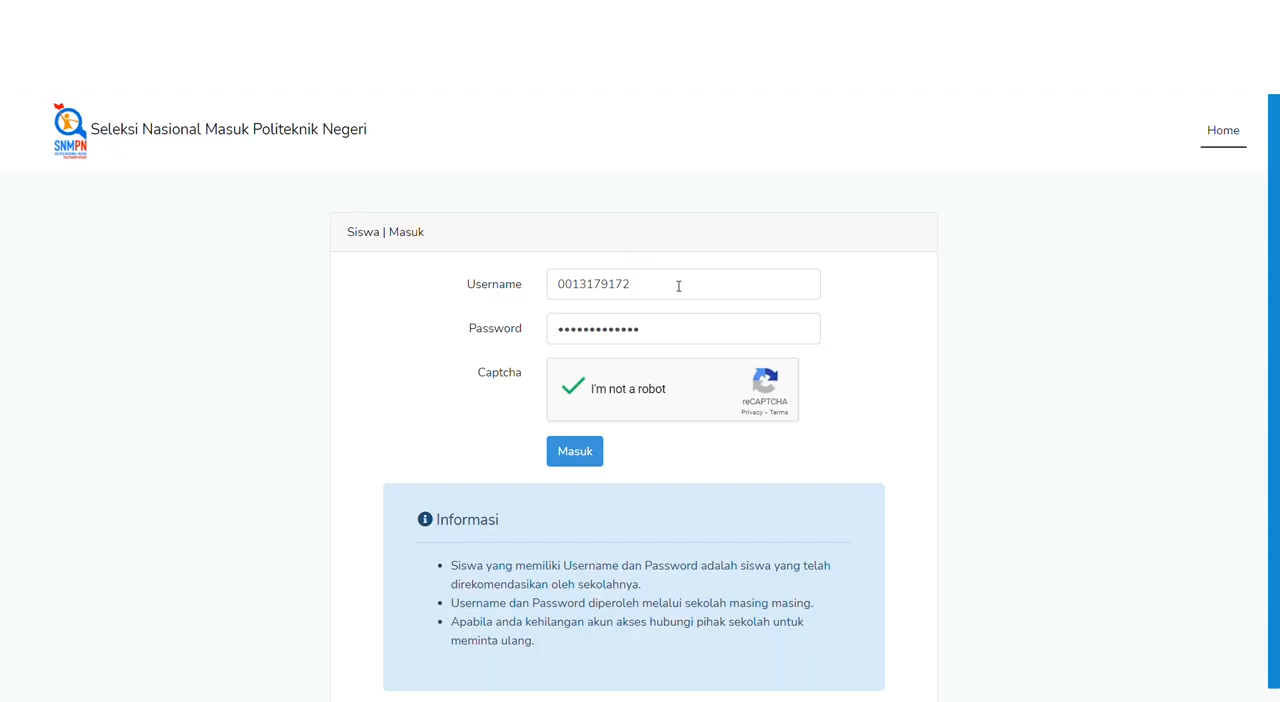 SNMPN
Seleksi Nasional Masuk Politeknik Negeri
Home
Siswa | Masuk
Username
0013179172
Password
•••••••••••••
Captcha
I'm not a robot
reCAPTCHA
Privacy - Terms
Masuk
Informasi
• Siswa yang memiliki Username dan Password adalah siswa yang telah
direkomendasikan oleh sekolahnya.
• Username dan Password diperoleh melalui sekolah masing masing.
• Apabila anda kehilangan akun akses hubungi pihak sekolah untuk
meminta ulang.